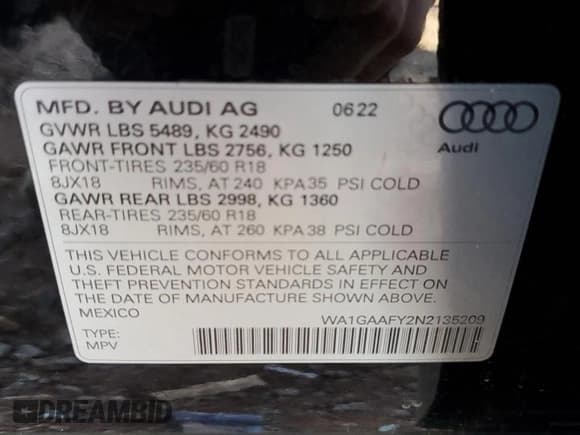 MFD. BY AUDI AG 06.22
GVWR LBS 5489, KG 2490
GAWR FRONT LBS 2756, KG 1250
FRONT-TIRES 235/60 R18
8JX18 RIMS, AT 240 KPA 35 PSI COLD
GAWR REAR LBS 2998, KG 1360
REAR-TIRES 235/60 R18
8JX18 RIMS, AT 260 KPA 38 PSI COLD
Audi
THIS VEHICLE CONFORMS TO ALL APPLICABLE
U.S. FEDERAL MOTOR VEHICLE SAFETY AND
THEFT PREVENTION STANDARDS IN EFFECT ON
THE DATE OF MANUFACTURE SHOWN ABOVE.
MEXICO
WA1GAAFY2N2135209
TYPE:
MPV
DREAMBID